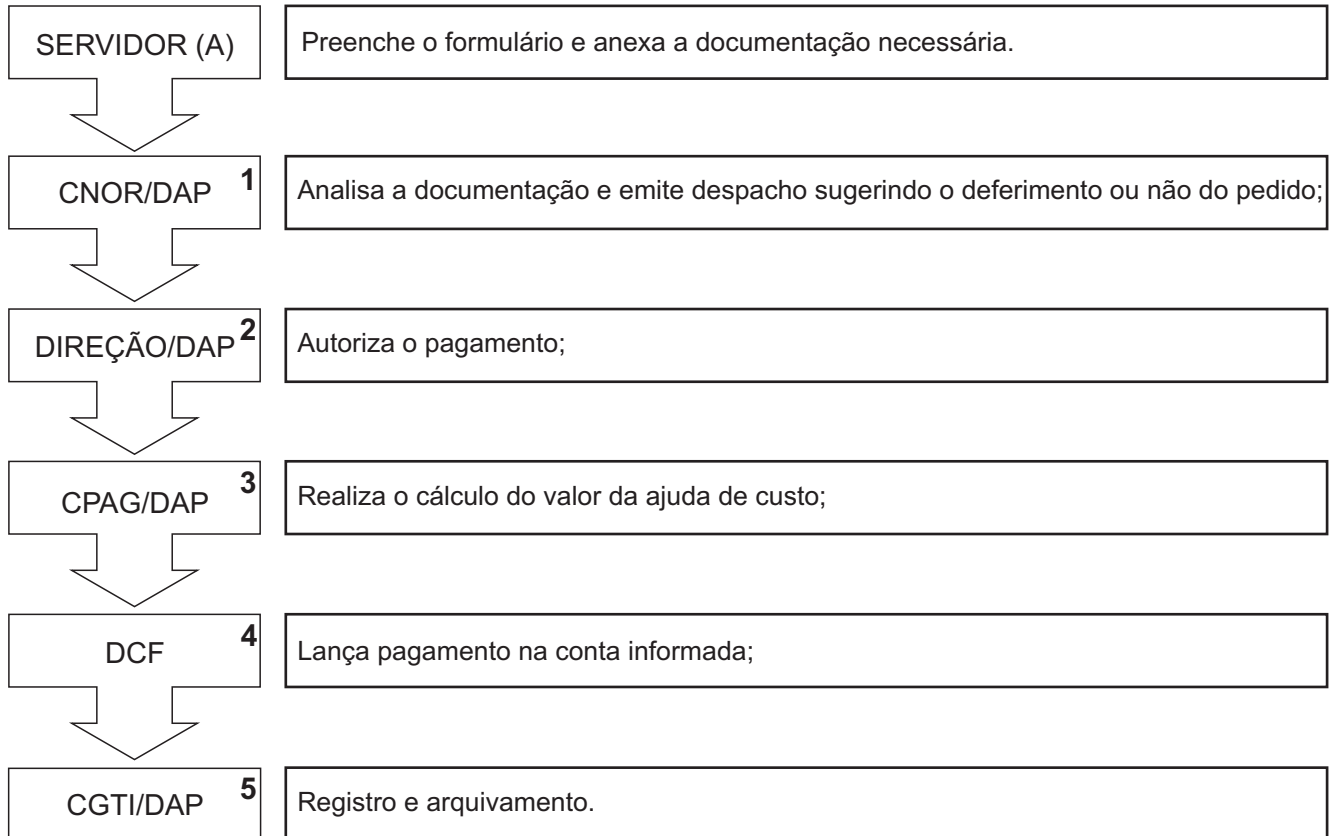 SERVIDOR (A)
Preenche o formulário e anexa a documentação necessária.
CNOR/DAP 1
Analisa a documentação e emite despacho sugerindo o deferimento ou não do pedido;
DIREÇÃO/DAP 2
Autoriza o pagamento;
CPAG/DAP 3
Realiza o cálculo do valor da ajuda de custo;
DCF 4
Lança pagamento na conta informada;
CGTI/DAP 5
Registro e arquivamento.